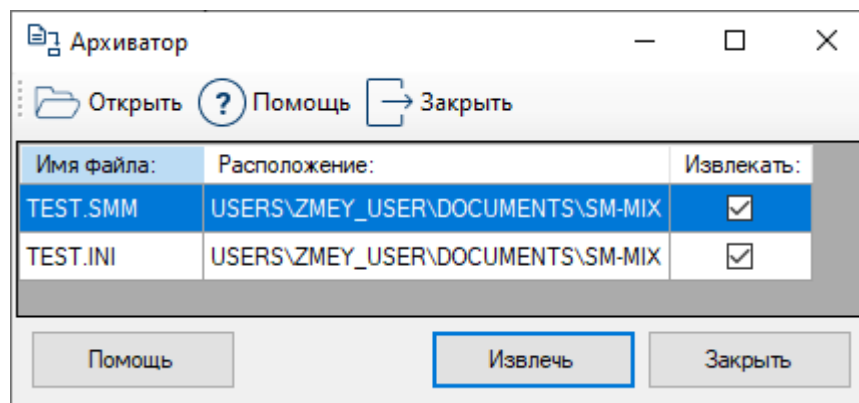 Архиватор
Открыть ? Помощь Закрыть
Имя файла: Расположение: Извлекать:
TEST.SMM USERS\ZMEY_USER\DOCUMENTS\SM-MIX
TEST.INI USERS\ZMEY_USER\DOCUMENTS\SM-MIX
Помощь Извлечь Закрыть